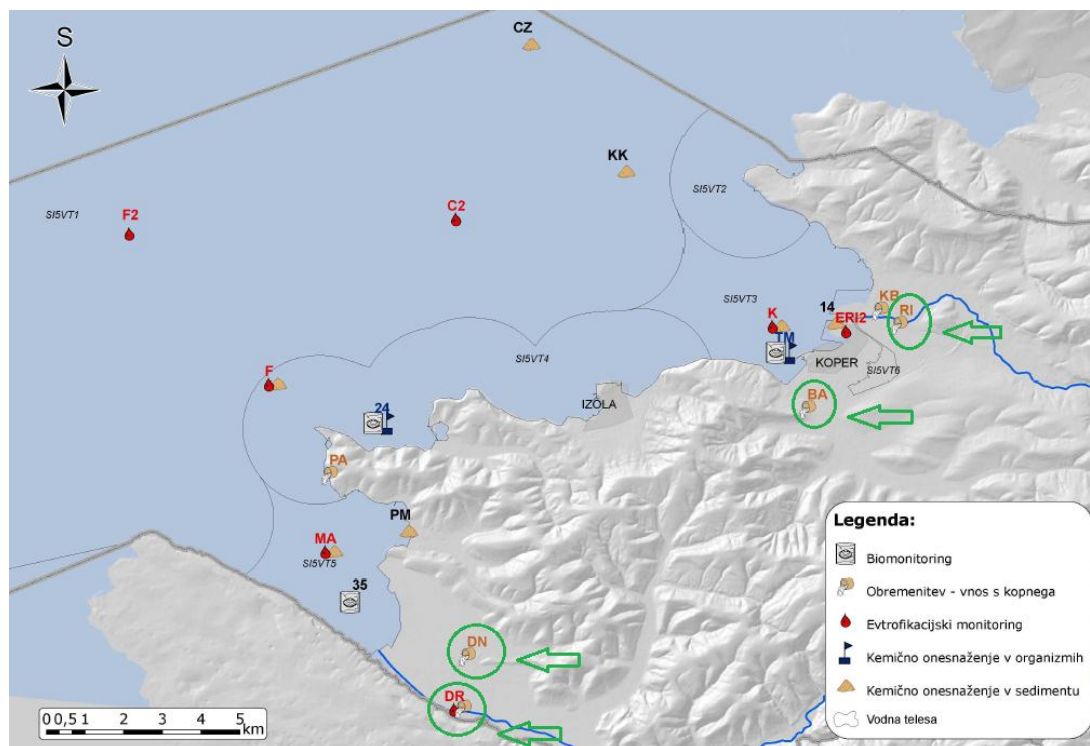 CZ
S
KK
SI5VT2
SI5VT1
F2
C2
KB
RI
SI5VT3
K
14
ERI2
TM
SI5VT4
KOPER
SI5VT6
F
IZOLA
BA
24
PA
PM
MA
SI5VT5
35
DN
DR
Legenda:
Biomonitoring
Obremenitev - vnos s kopnega
Evtrofikacijski monitoring
Kemično onesnaženje v organizmih
Kemično onesnaženje v sedimentu
Vodna telesa
0 0,5 1 2 3 4 5
km